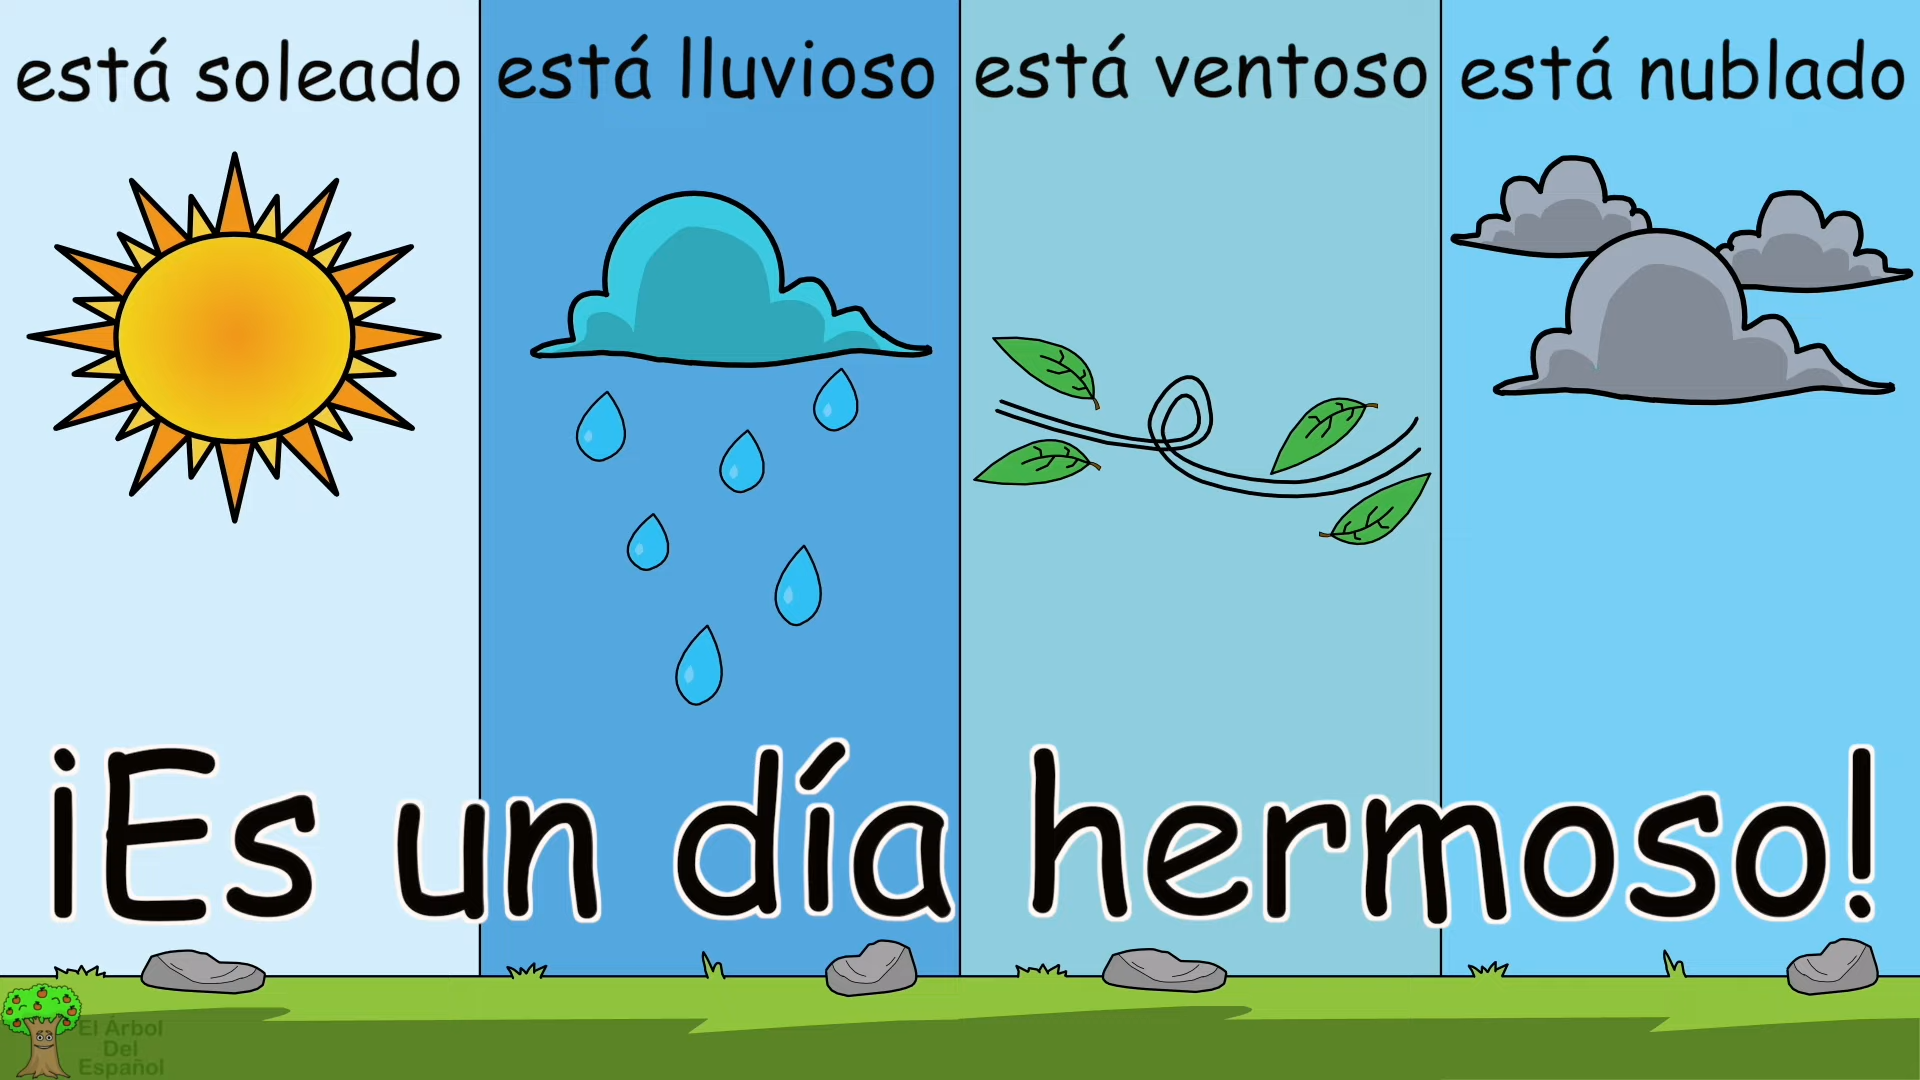 está soleado
está lluvioso
está ventoso
está nublado
¡Es un día hermoso!
El Árbol
Del
Español